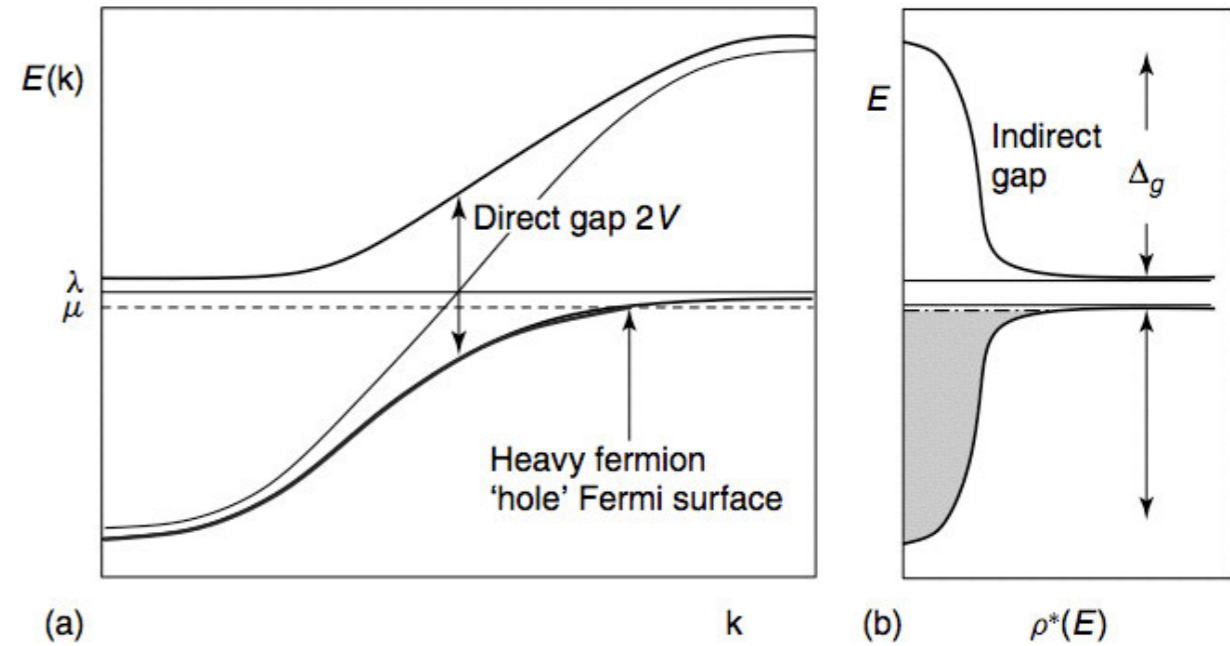 E(k)
λ
μ
Direct gap 2V
Heavy fermion
‘hole’ Fermi surface
(a)
k
E
Indirect
gap
Δg
(b)
ρ*(E)